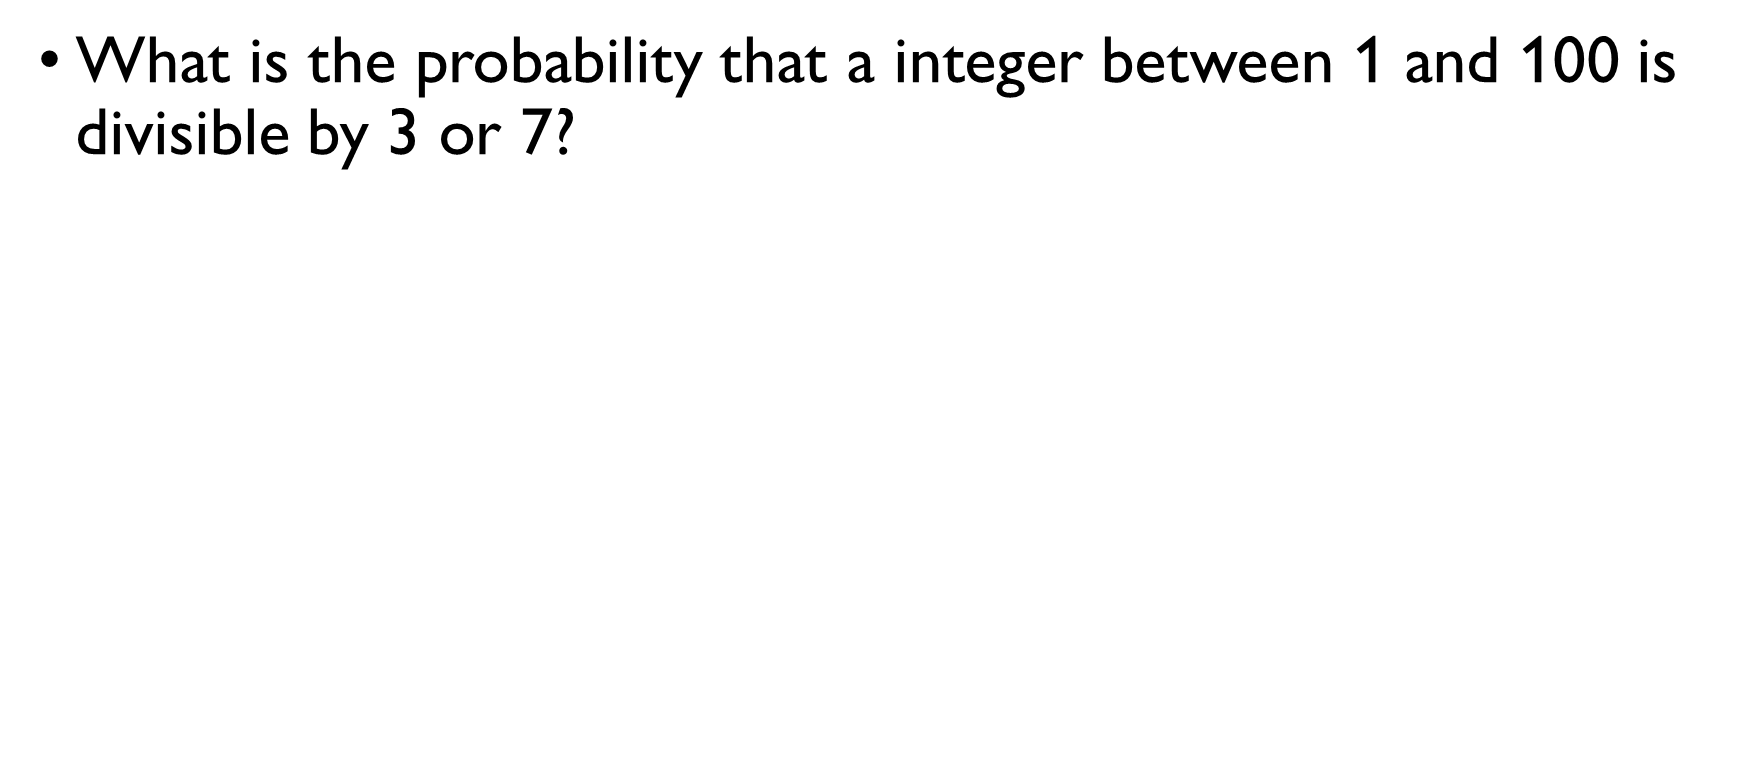 • What is the probability that a integer between 1 and 100 is
divisible by 3 or 7?